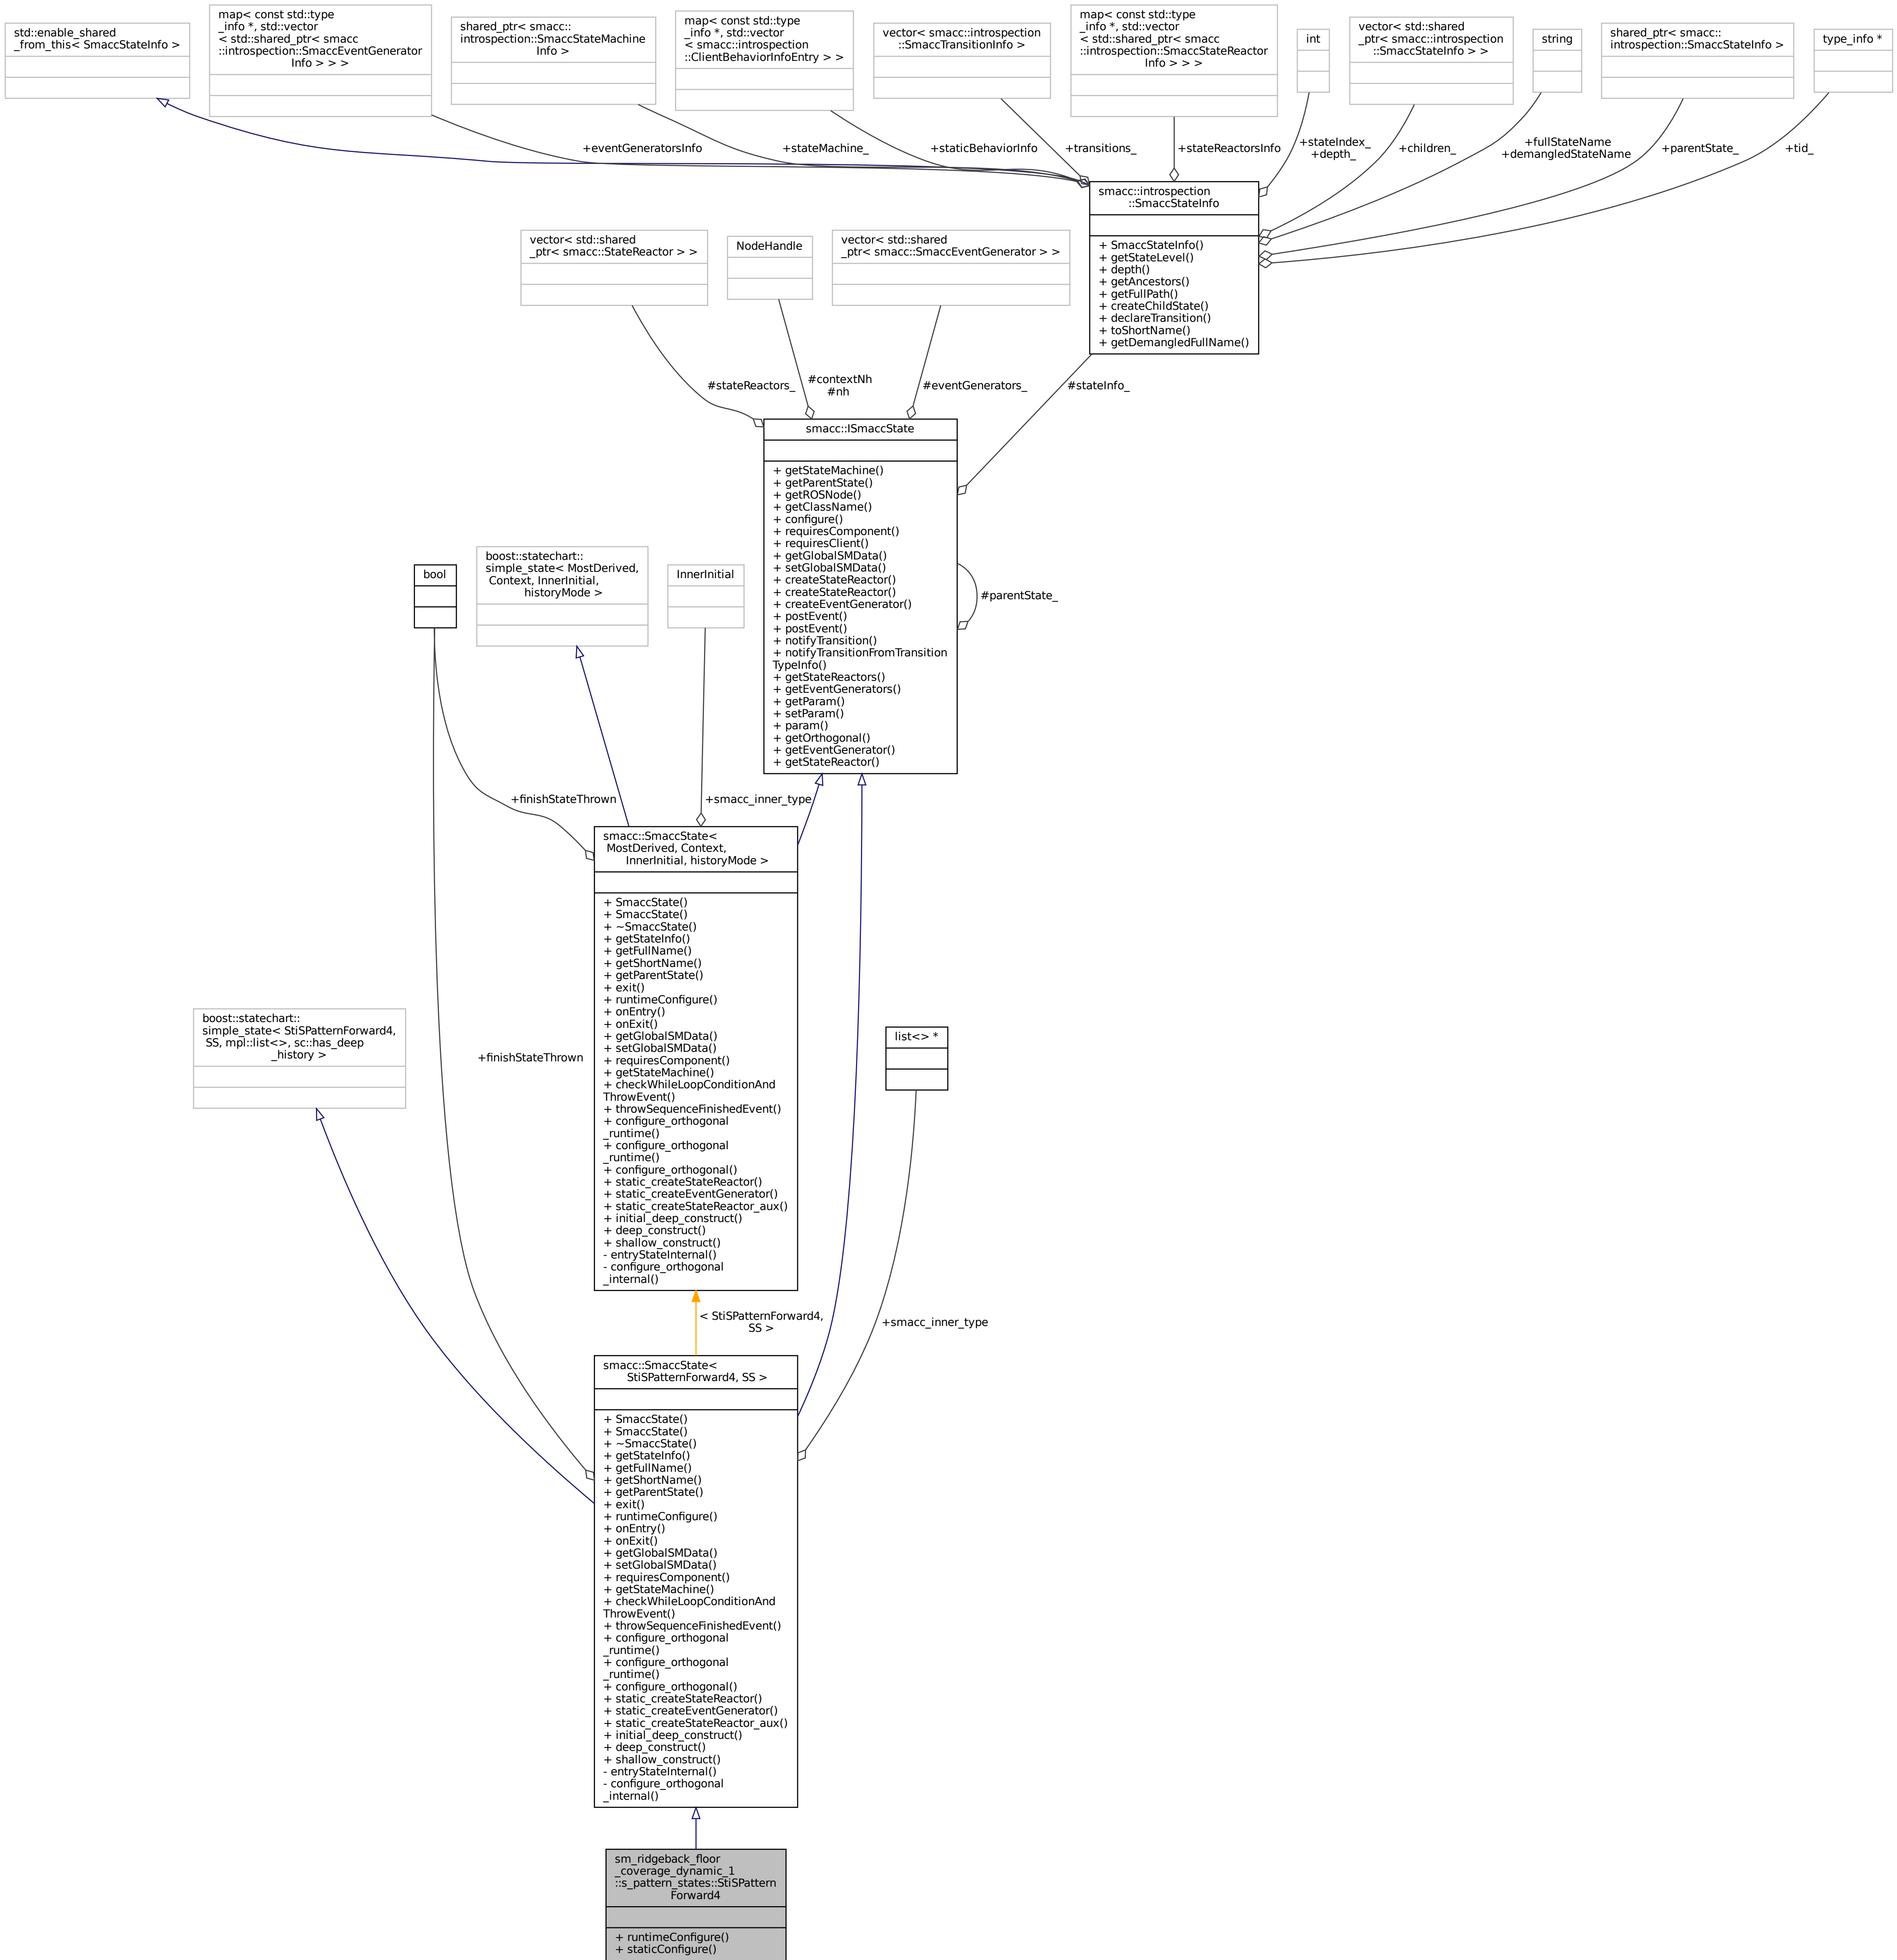 std::enable_shared
_from_this< SmaccStateInfo >
map< const std::type
_info *, std::vector
< std::shared_ptr< smacc
::introspection::SmaccEventGenerator
Info > > >
shared_ptr< smacc::
introspection::SmaccStateMachine
Info >
map< const std::type
_info *, std::vector
< smacc::introspection
::ClientBehaviorInfoEntry > >
vector< smacc::introspection
::SmaccTransitionInfo >
map< const std::type
_info *, std::vector
< std::shared_ptr< smacc
::introspection::SmaccStateReactor
Info > > >
int
vector< std::shared
_ptr< smacc::introspection
::SmaccStateInfo > >
string
shared_ptr< smacc::
introspection::SmaccStateInfo >
type_info *
+eventGeneratorsInfo
+stateMachine_
+staticBehaviorInfo
+transitions_
+stateReactorsInfo
+stateIndex_
+depth_
+children_
+fullStateName
+demangledStateName
+parentState_
+tid_
smacc::introspection
::SmaccStateInfo
+ SmaccStateInfo()
+ getStateLevel()
+ depth()
+ getAncestors()
+ getFullPath()
+ createChildState()
+ declareTransition()
+ toShortName()
+ getDemangledFullName()
vector< std::shared
_ptr< smacc::StateReactor > >
NodeHandle
vector< std::shared
_ptr< smacc::SmaccEventGenerator > >
#stateReactors_
#contextNh
#nh
#eventGenerators_
#stateInfo_
smacc::ISmaccState
+ getStateMachine()
+ getParentState()
+ getROSNode()
+ getClassName()
+ configure()
+ requiresComponent()
+ requiresClient()
+ getGlobalSMData()
+ setGlobalSMData()
+ createStateReactor()
+ createStateReactor()
+ createEventGenerator()
+ postEvent()
+ postEvent()
+ notifyTransition()
+ notifyTransitionFromTransition
TypeInfo()
+ getStateReactors()
+ getEventGenerators()
+ getParam()
+ setParam()
+ param()
+ getOrthogonal()
+ getEventGenerator()
+ getStateReactor()
#parentState_
bool
boost::statechart::
simple_state< MostDerived,
Context, InnerInitial,
historyMode >
InnerInitial
+finishStateThrown
+smacc_inner_type
smacc::SmaccState<
MostDerived, Context,
InnerInitial, historyMode >
+ SmaccState()
+ SmaccState()
+ ~SmaccState()
+ getStateInfo()
+ getFullName()
+ getShortName()
+ getParentState()
+ exit()
+ runtimeConfigure()
+ onEntry()
+ onExit()
+ getGlobalSMData()
+ setGlobalSMData()
+ requiresComponent()
+ getStateMachine()
+ checkWhileLoopConditionAnd
ThrowEvent()
+ throwSequenceFinishedEvent()
+ configure_orthogonal
_runtime()
+ configure_orthogonal
_runtime()
+ configure_orthogonal()
+ static_createStateReactor()
+ static_createEventGenerator()
+ static_createStateReactor_aux()
+ initial_deep_construct()
+ deep_construct()
+ shallow_construct()
- entryStateInternal()
- configure_orthogonal
_internal()
boost::statechart::
simple_state< StiSPatternForward4,
SS, mpl::list<>, sc::has_deep
_history >
+finishStateThrown
list<> *
< StiSPatternForward4,
SS >
+smacc_inner_type
smacc::SmaccState<
StiSPatternForward4, SS >
+ SmaccState()
+ SmaccState()
+ ~SmaccState()
+ getStateInfo()
+ getFullName()
+ getShortName()
+ getParentState()
+ exit()
+ runtimeConfigure()
+ onEntry()
+ onExit()
+ getGlobalSMData()
+ setGlobalSMData()
+ requiresComponent()
+ getStateMachine()
+ checkWhileLoopConditionAnd
ThrowEvent()
+ throwSequenceFinishedEvent()
+ configure_orthogonal
_runtime()
+ configure_orthogonal
_runtime()
+ configure_orthogonal()
+ static_createStateReactor()
+ static_createEventGenerator()
+ static_createStateReactor_aux()
+ initial_deep_construct()
+ deep_construct()
+ shallow_construct()
- entryStateInternal()
- configure_orthogonal
_internal()
sm_ridgeback_floor
_coverage_dynamic_1
::s_pattern_states::StiSPattern
Forward4
+ runtimeConfigure()
+ staticConfigure()